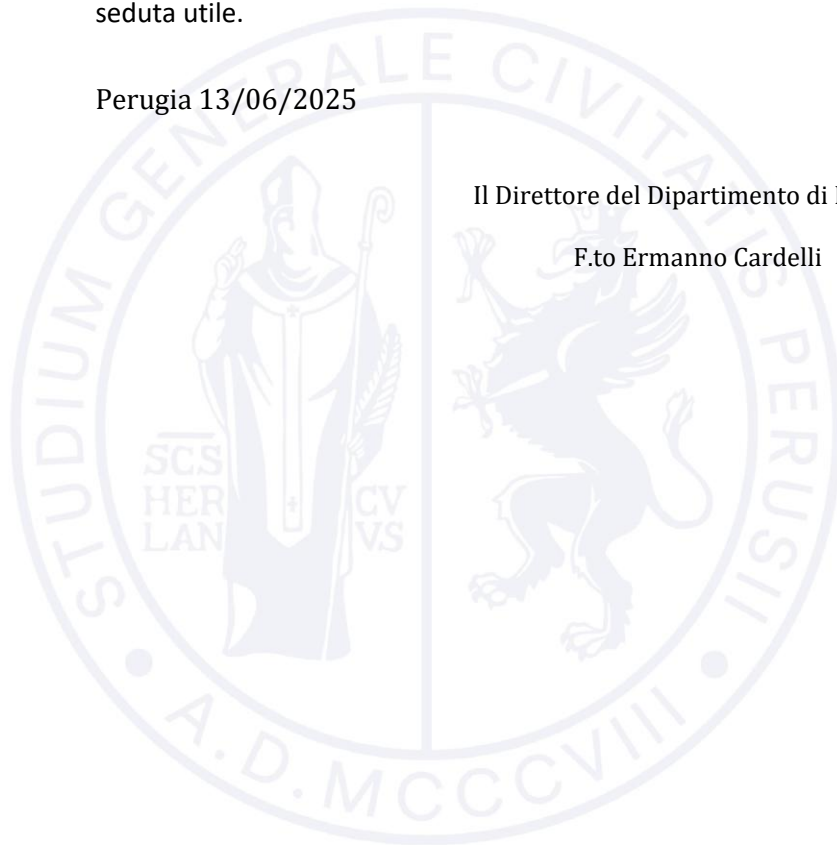 seduta utile.
Perugia 13/06/2025
Il Direttore del Dipartimento di
F.to Ermanno Cardelli
STUDIUM GENERALE CIVITATIS PERUSII
SCS
HER CV
LAN VS
A.D. MCCCVIII